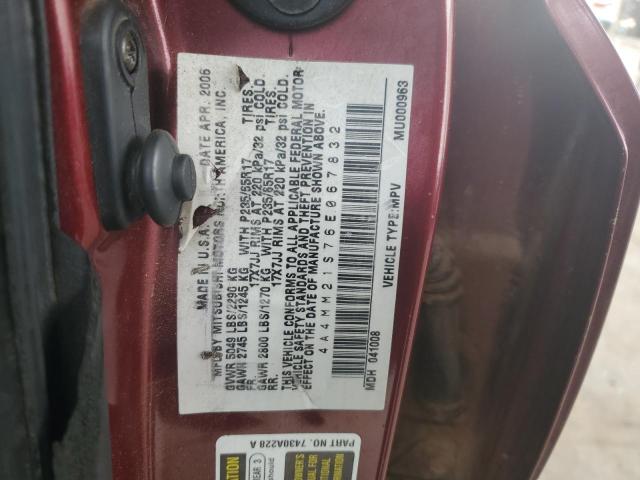 MADE IN U.S.A. DATE APR. 2006
MFD BY MITSUBISHI MOTORS NORTH AMERICA, INC.
GVWR 5049 LBS/2290 KG
GAWR 2745 LBS/1245 KG WITH P235/65R17 TIRES.
FR. 17X7JJ RIMS AT 220 kPa/32 psi COLD.
GAWR 2800 LBS/1270 KG WITH P235/65R17 TIRES.
RR. 17X7JJ RIMS AT 220 kPa/32 psi COLD.
THIS VEHICLE CONFORMS TO ALL APPLICABLE FEDERAL MOTOR
VEHICLE SAFETY STANDARDS AND THEFT PREVENTION IN
EFFECT ON THE DATE OF MANUFACTURE SHOWN ABOVE.
4A4MM21S76E067832
MDH 041008 VEHICLE TYPE:MPV MU000963
PART NO. 7430A228 A
REAR 3